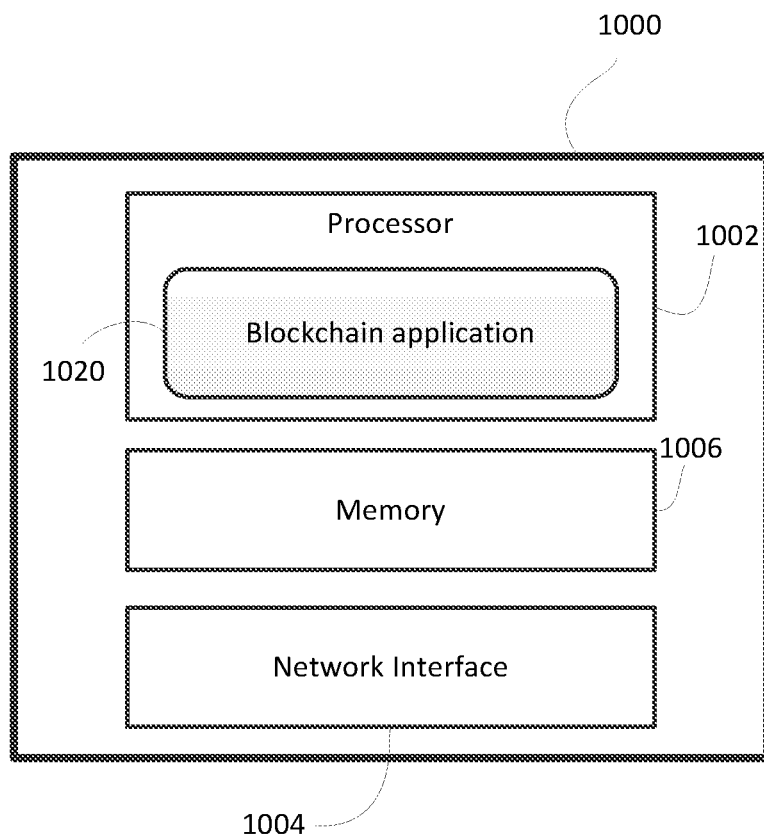 1000
Processor
1002
Blockchain application
1020
1006
Memory
Network Interface
1004